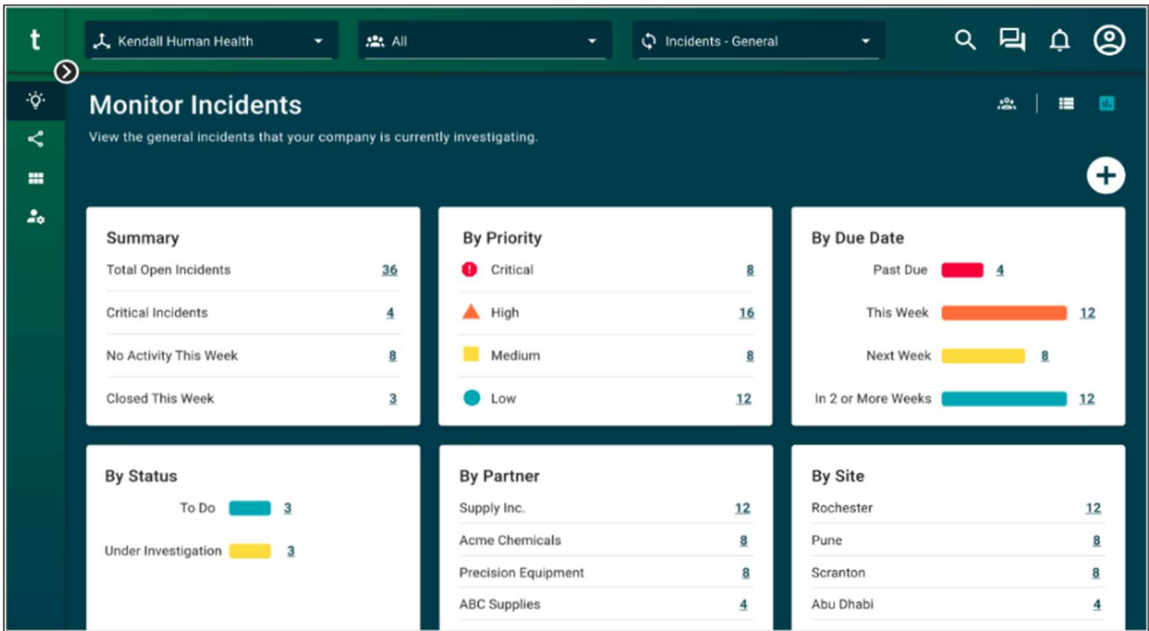 t
Kendall Human Health
All
Incidents - General
Monitor Incidents
View the general incidents that your company is currently investigating.
Summary
Total Open Incidents 36
Critical Incidents 4
No Activity This Week 8
Closed This Week 3
By Priority
Critical 8
High 16
Medium 8
Low 12
By Due Date
Past Due 4
This Week 12
Next Week 8
In 2 or More Weeks 12
By Status
To Do 3
Under Investigation 3
By Partner
Supply Inc. 12
Acme Chemicals 8
Precision Equipment 8
ABC Supplies 4
By Site
Rochester 12
Pune 8
Scranton 8
Abu Dhabi 4